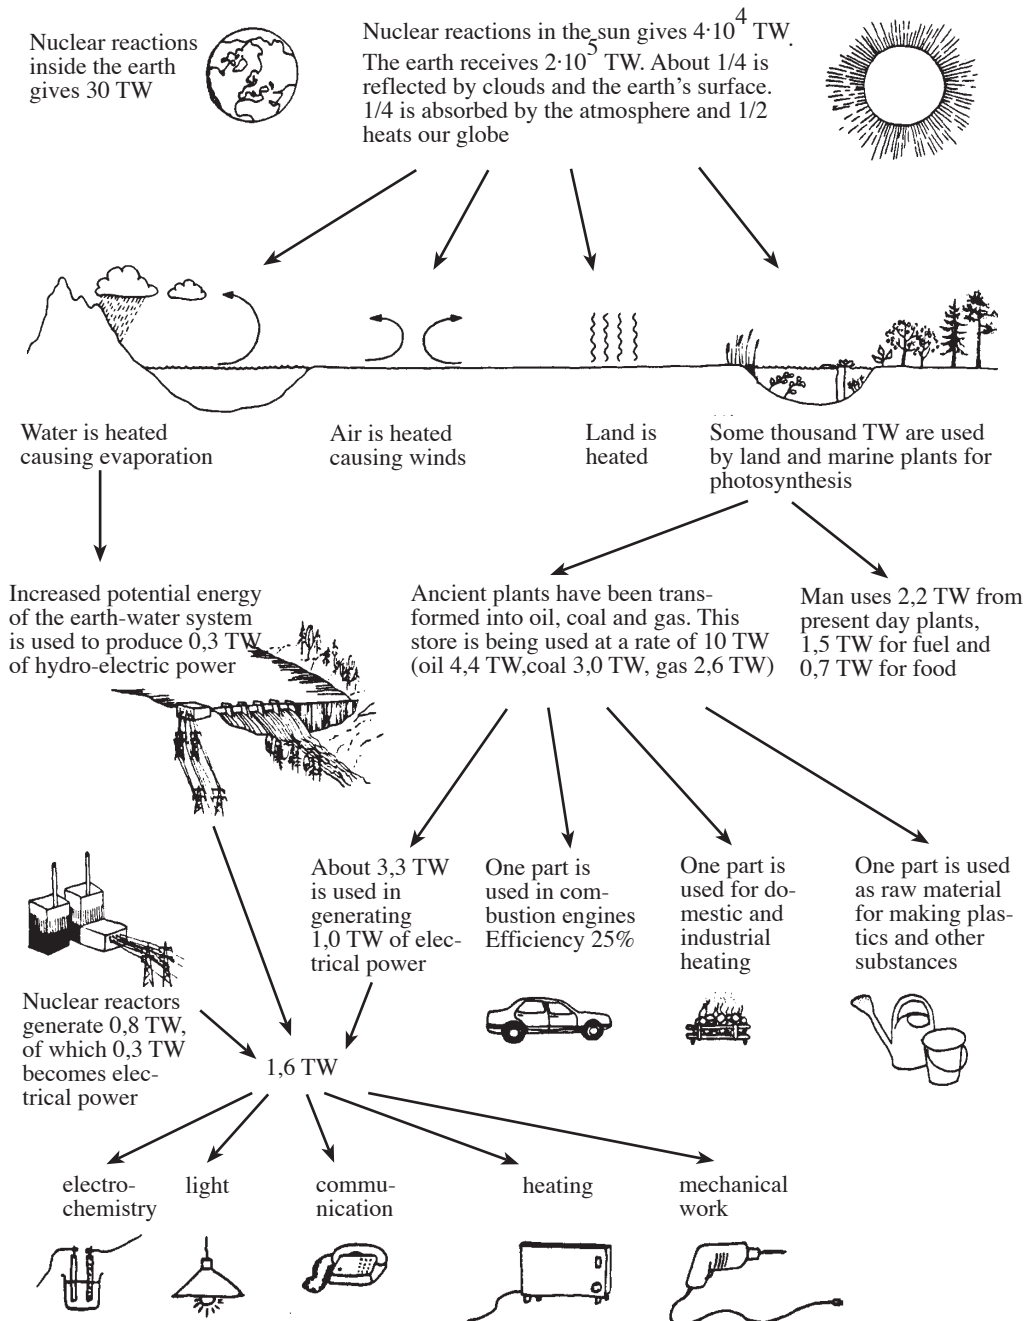 Nuclear reactions
inside the earth
gives 30 TW
Nuclear reactions in the sun gives 4·10⁴ TW.
The earth receives 2·10⁵ TW. About 1/4 is
reflected by clouds and the earth's surface.
1/4 is absorbed by the atmosphere and 1/2
heats our globe
Water is heated
causing evaporation
Air is heated
causing winds
Land is
heated
Some thousand TW are used
by land and marine plants for
photosynthesis
Increased potential energy
of the earth-water system
is used to produce 0,3 TW
of hydro-electric power
Ancient plants have been trans-
formed into oil, coal and gas. This
store is being used at a rate of 10 TW
(oil 4,4 TW,coal 3,0 TW, gas 2,6 TW)
Man uses 2,2 TW from
present day plants,
1,5 TW for fuel and
0,7 TW for food
About 3,3 TW
is used in
generating
1,0 TW of elec-
trical power
One part is
used in com-
bustion engines
Efficiency 25%
One part is
used for do-
mestic and
industrial
heating
One part is used
as raw material
for making plas-
tics and other
substances
Nuclear reactors
generate 0,8 TW,
of which 0,3 TW
becomes elec-
trical power
1,6 TW
electro-
chemistry
light
commu-
nication
heating
mechanical
work